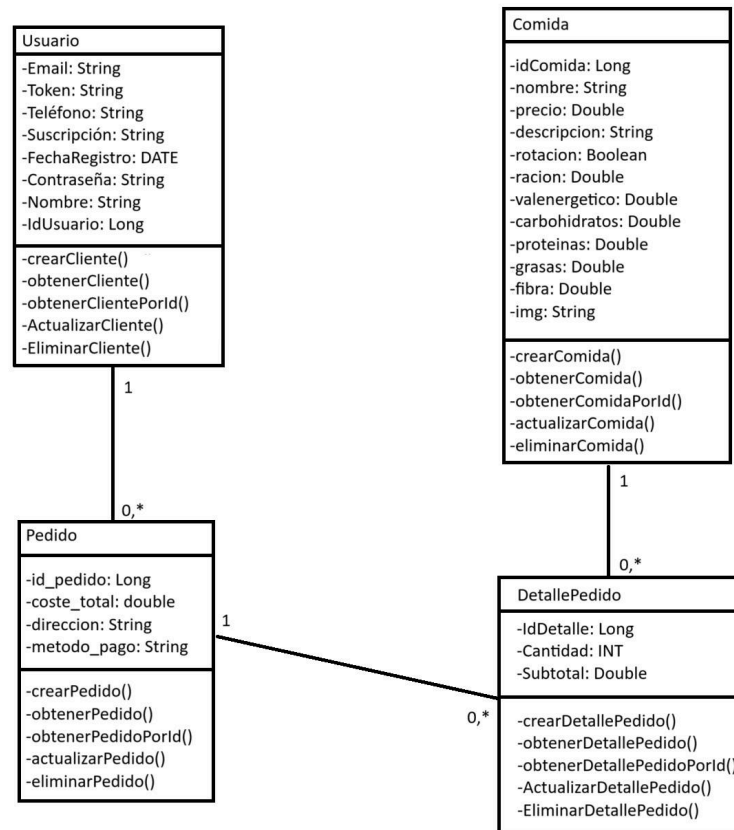 Usuario
-Email: String
-Token: String
-Teléfono: String
-Suscripción: String
-FechaRegistro: DATE
-Contraseña: String
-Nombre: String
-IdUsuario: Long
-crearCliente()
-obtenerCliente()
-obtenerClientePorId()
-ActualizarCliente()
-EliminarCliente()
1
0,*
Comida
-idComida: Long
-nombre: String
-precio: Double
-descripcion: String
-rotacion: Boolean
-racion: Double
-valenergetico: Double
-carbohidratos: Double
-proteinas: Double
-grasas: Double
-fibra: Double
-img: String
-crearComida()
-obtenerComida()
-obtenerComidaPorId()
-actualizarComida()
-eliminarComida()
1
0,*
Pedido
-id_pedido: Long
-coste_total: double
-direccion: String
-metodo_pago: String
-crearPedido()
-obtenerPedido()
-obtenerPedidoPorId()
-actualizarPedido()
-eliminarPedido()
1
0,*
DetallePedido
-IdDetalle: Long
-Cantidad: INT
-Subtotal: Double
-crearDetallePedido()
-obtenerDetallePedido()
-obtenerDetallePedidoPorId()
-ActualizarDetallePedido()
-EliminarDetallePedido()